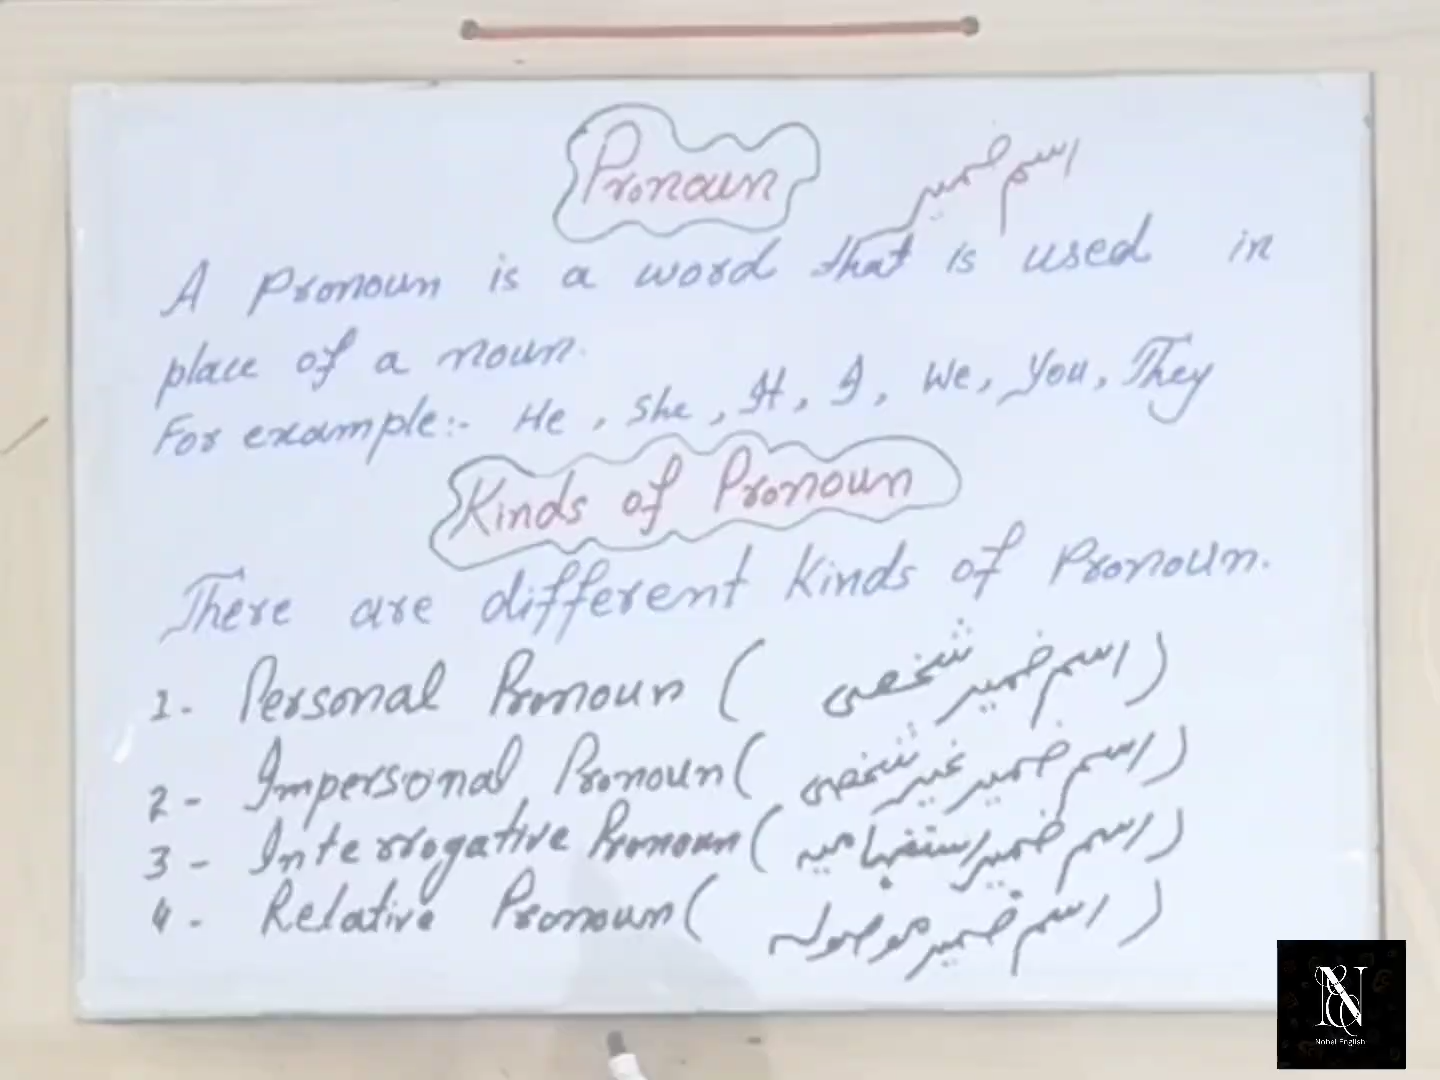 Pronoun اسم ضمیر
A Pronoun is a word that is used in
place of a noun.
For example:- He, She, It, I, We, You, They
Kinds of Pronoun
There are different Kinds of Pronoun.
1- Personal Pronoun (اسم ضمیر شخصی)
2- Impersonal Pronoun (اسم ضمیر غیر شخصی)
3- Interrogative Pronoun (اسم ضمیر استفہامیہ)
4- Relative Pronoun (اسم ضمیر موصولہ)
N&N
Nobel English